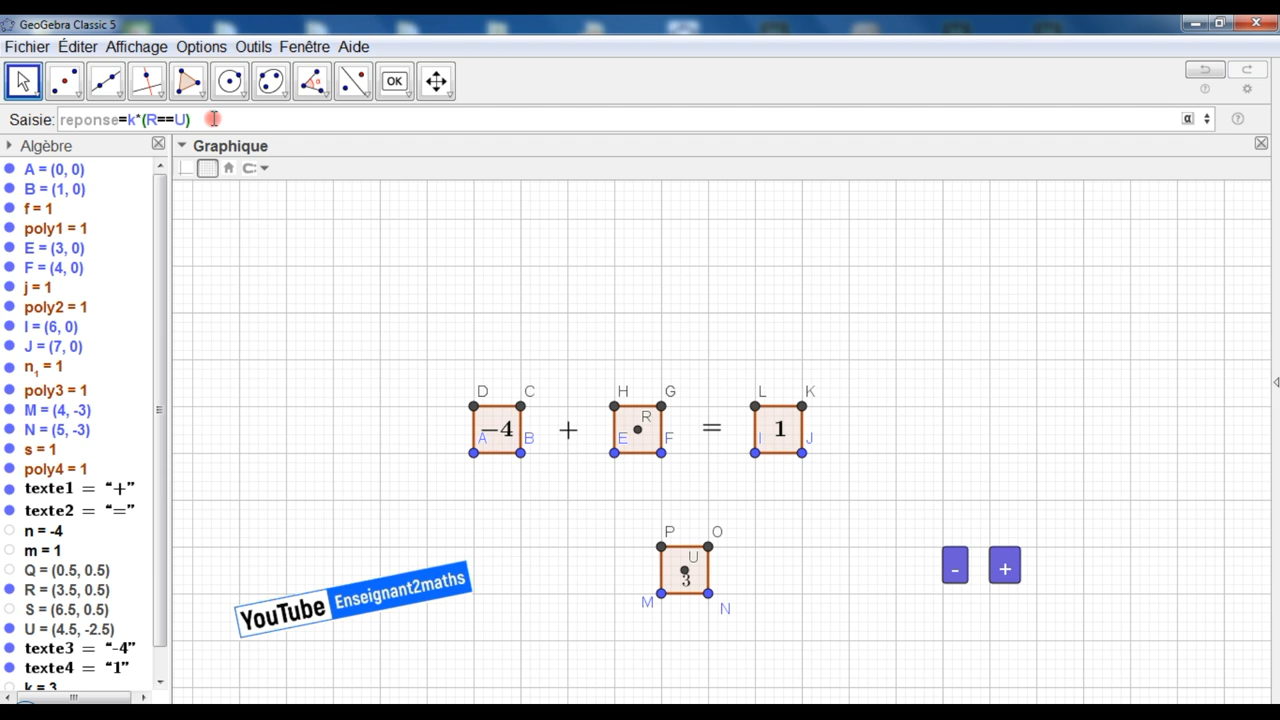 GeoGebra Classic 5
Fichier Éditer Affichage Options Outils Fenêtre Aide
OK
Saisie: reponse=k*(R==U) α
Algèbre
Graphique
A = (0, 0)
B = (1, 0)
f = 1
poly1 = 1
E = (3, 0)
F = (4, 0)
j = 1
poly2 = 1
I = (6, 0)
J = (7, 0)
n₁ = 1
poly3 = 1
M = (4, -3)
N = (5, -3)
s = 1
poly4 = 1
texte1 = “+”
texte2 = “=”
n = -4
m = 1
Q = (0.5, 0.5)
R = (3.5, 0.5)
S = (6.5, 0.5)
U = (4.5, -2.5)
texte3 = “-4”
texte4 = “1”
k = 3
D C H G L K
−4 + R = 1
A B E F I J
P O
U
3
M N
- +
YouTube Enseignant2maths